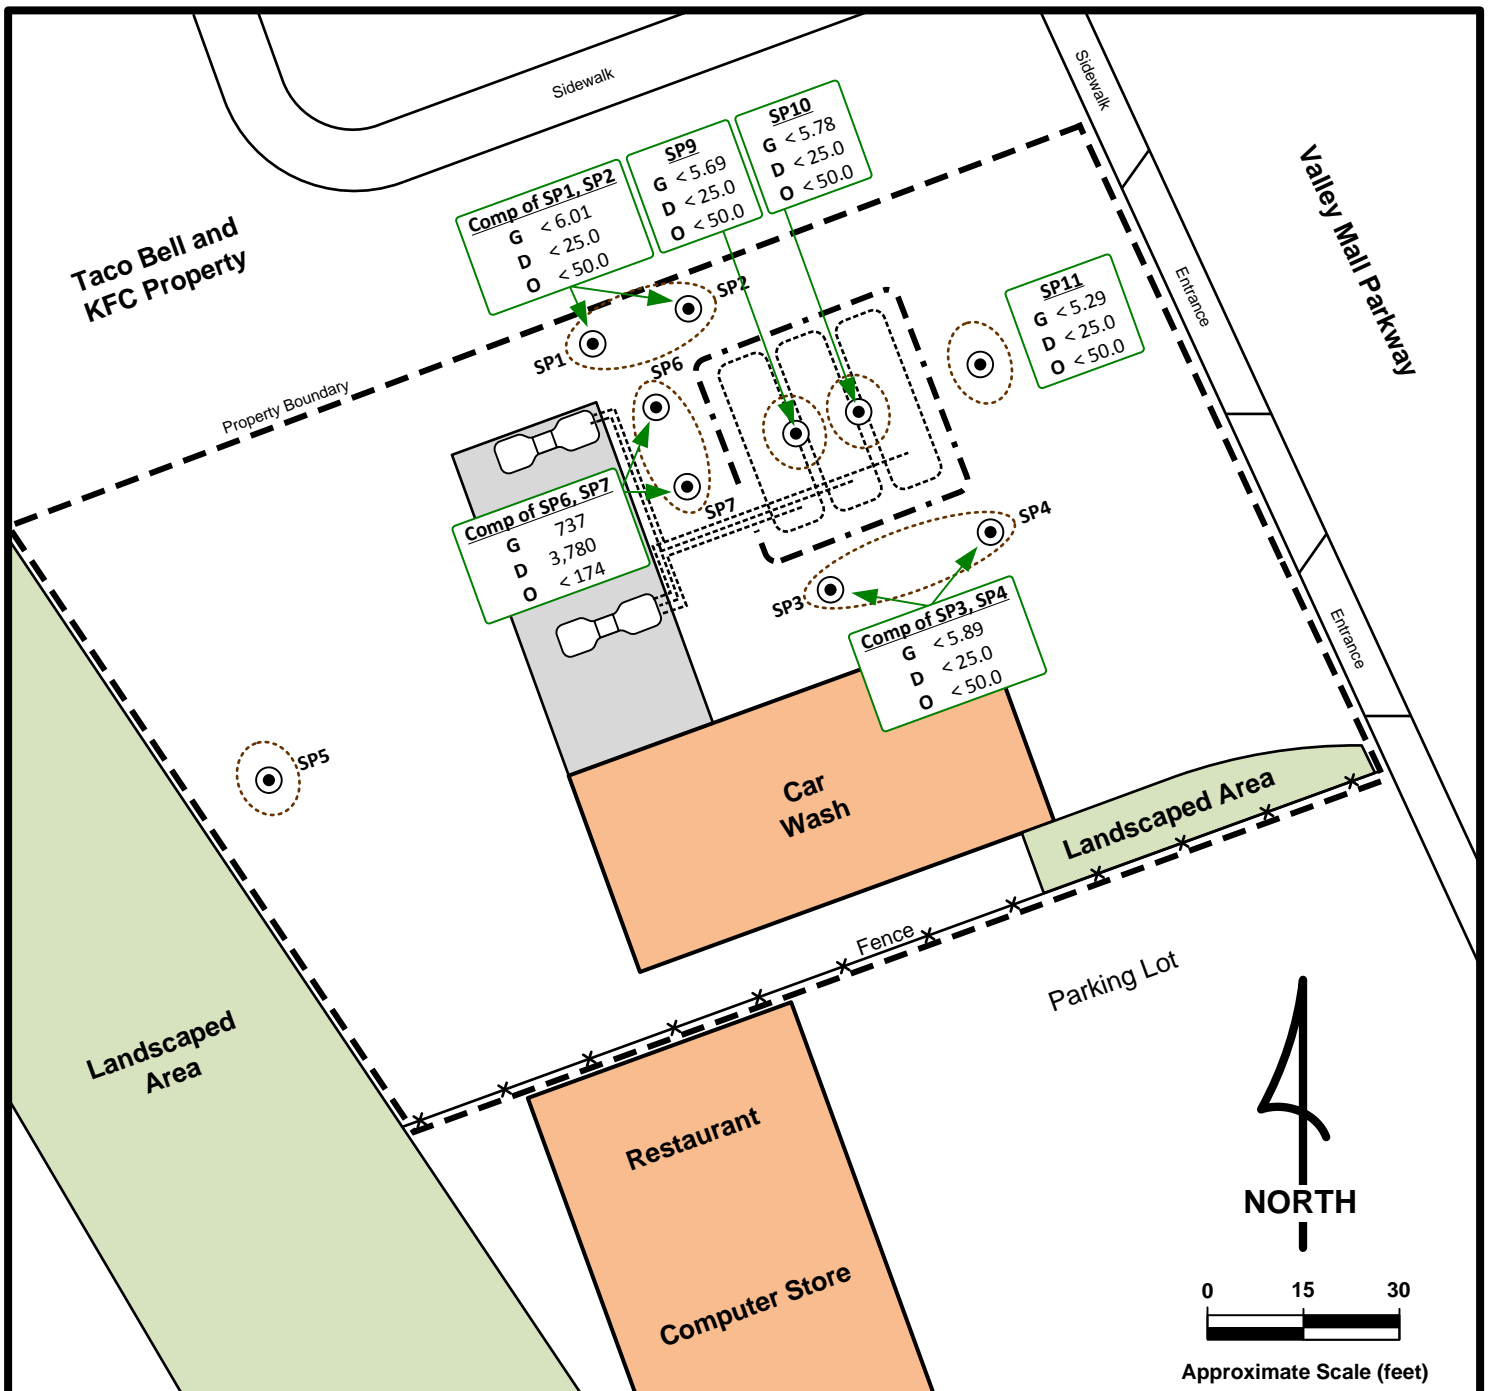 Sidewalk
Sidewalk
SP10
G < 5.78
D < 25.0
O < 50.0
SP9
G < 5.69
D < 25.0
O < 50.0
Comp of SP1, SP2
G < 6.01
D < 25.0
O < 50.0
Taco Bell and
KFC Property
Valley Mall Parkway
Entrance
SP11
G < 5.29
D < 25.0
O < 50.0
SP2
SP1
SP6
Property Boundary
Comp of SP6, SP7
G 737
D 3,780
O < 174
SP7
SP4
SP3
Comp of SP3, SP4
G < 5.89
D < 25.0
O < 50.0
Entrance
SP5
Car
Wash
Landscaped Area
Fence
Parking Lot
Landscaped
Area
Restaurant
Computer Store
NORTH
0 15 30
Approximate Scale (feet)